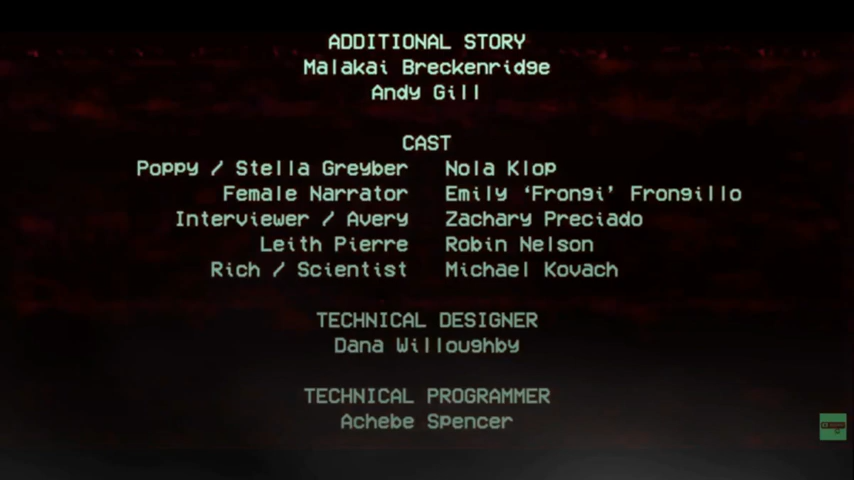 ADDITIONAL STORY
Malakai Breckenridge
Andy Gill
CAST
Poppy / Stella Greyber Nola Klop
Female Narrator Emily ‘Frongi’ Frongillo
Interviewer / Avery Zachary Preciado
Leith Pierre Robin Nelson
Rich / Scientist Michael Kovach
TECHNICAL DESIGNER
Dana Willoughby
TECHNICAL PROGRAMMER
Achebe Spencer